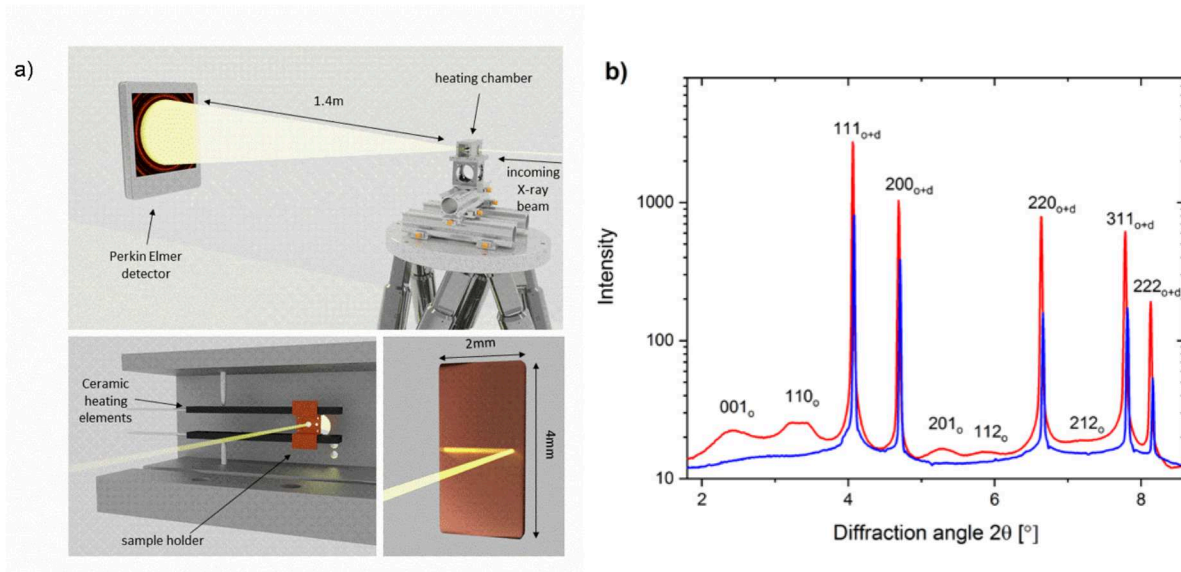 a)
heating chamber
1.4m
incoming
X-ray
beam
Perkin Elmer
detector
Ceramic
heating
elements
sample holder
2mm
4mm
b)
Intensity
1000
100
10
001o
110o
111o+d
200o+d
201o
112o
220o+d
212o
311o+d
222o+d
2
4
6
8
Diffraction angle 2θ [°]